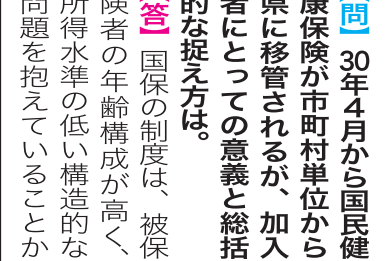 【問】 30年4月から国民健
康保険が市町村単位から
県に移管されるが、加入
者にとっての意義と総括
的な捉え方は。
【答】 国保の制度は、被保
険者の年齢構成が高く、
所得水準の低い構造的な
問題を抱えていることか